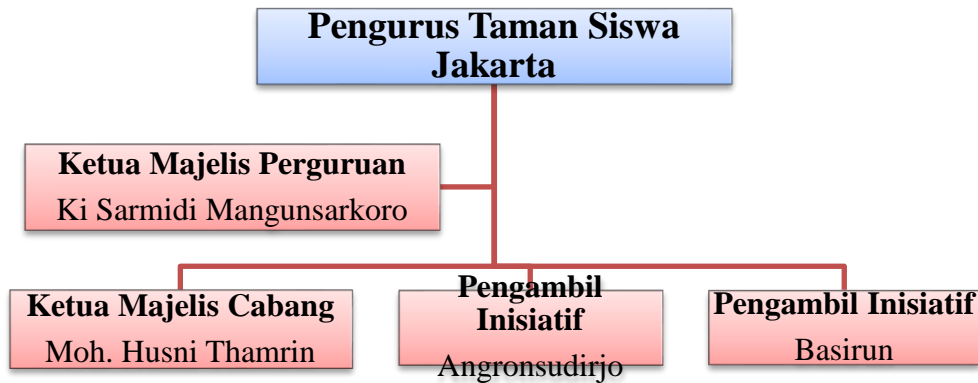 Pengurus Taman Siswa
Jakarta
Ketua Majelis Perguruan
Ki Sarmidi Mangunsarkoro
Ketua Majelis Cabang
Moh. Husni Thamrin
Pengambil
Inisiatif
Angronsudirjo
Pengambil Inisiatif
Basirun